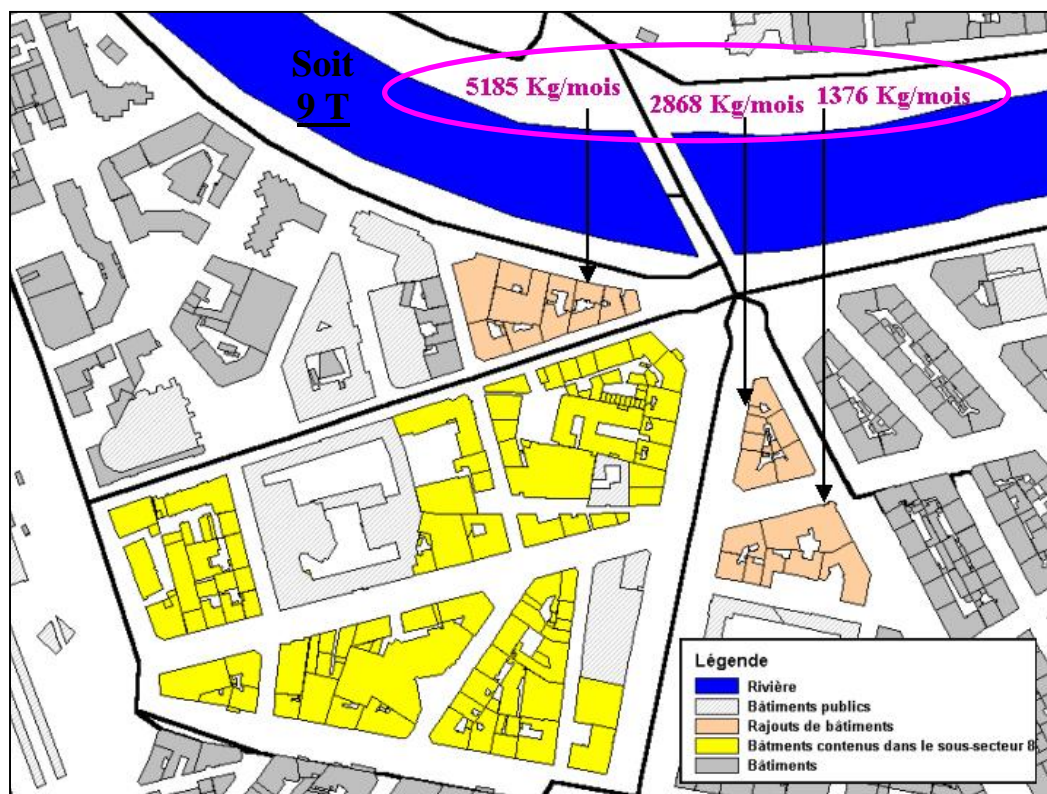 Soit
9 T
5185 Kg/mois
2868 Kg/mois
1376 Kg/mois
Légende
Rivière
Bâtiments publics
Rajouts de bâtiments
Bâtments contenus dans le sous-secteur 8
Bâtiments